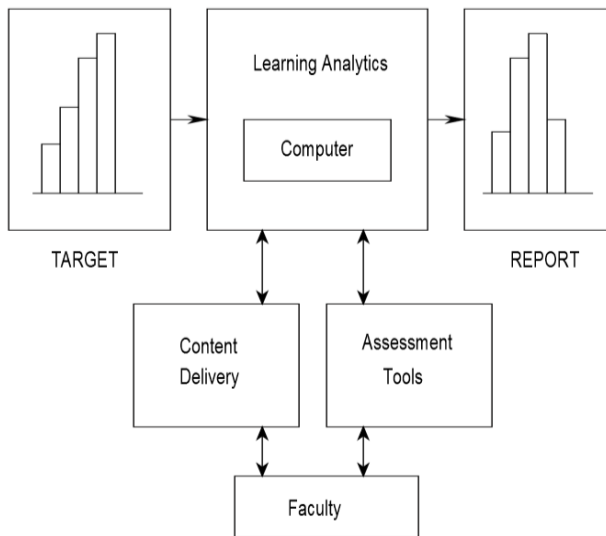 Learning Analytics
Computer
TARGET
REPORT
Content
Delivery
Assessment
Tools
Faculty